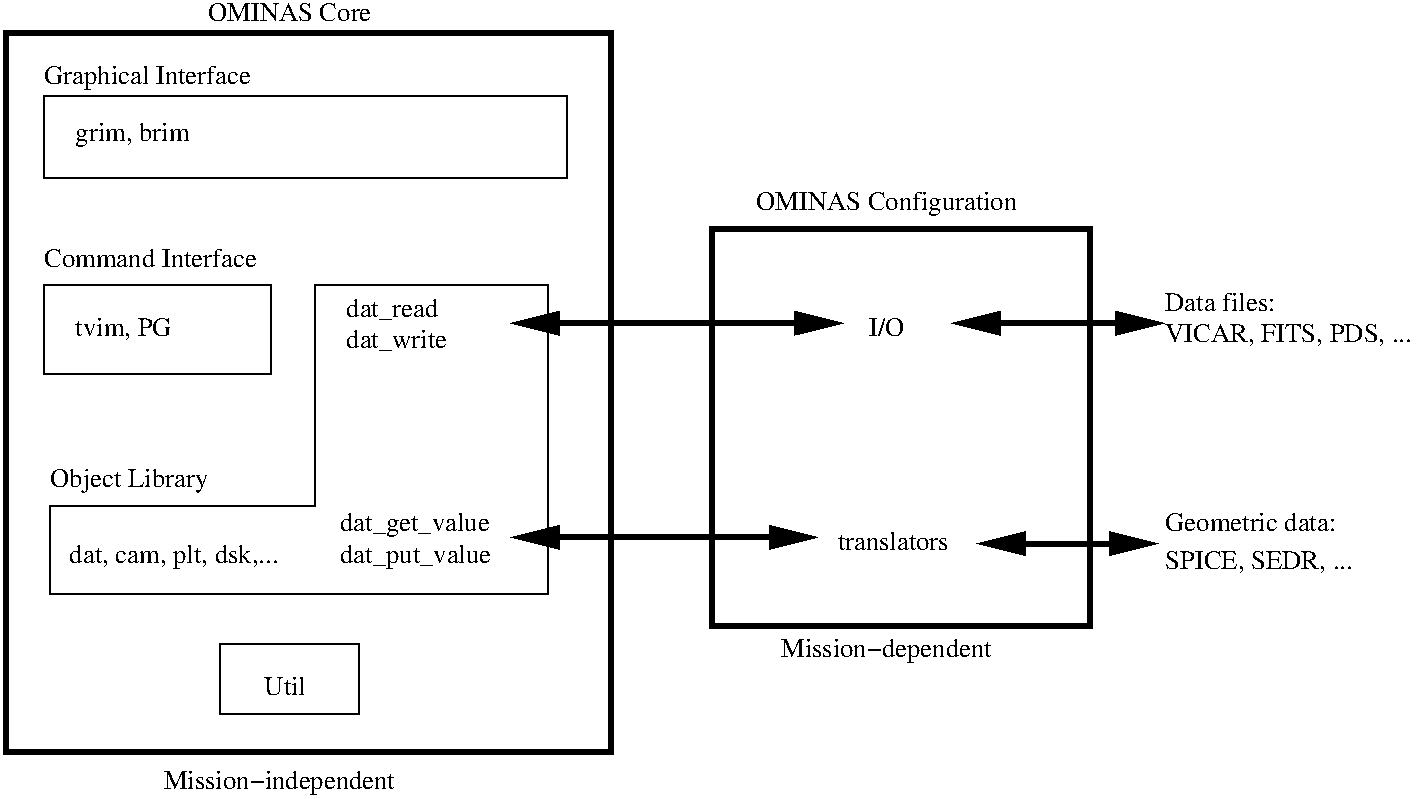 OMINAS Core
Graphical Interface
grim, brim
Command Interface
tvim, PG
dat_read
dat_write
Object Library
dat, cam, plt, dsk,...
dat_get_value
dat_put_value
Util
Mission−independent
OMINAS Configuration
I/O
translators
Mission−dependent
Data files:
VICAR, FITS, PDS, ...
Geometric data:
SPICE, SEDR, ...